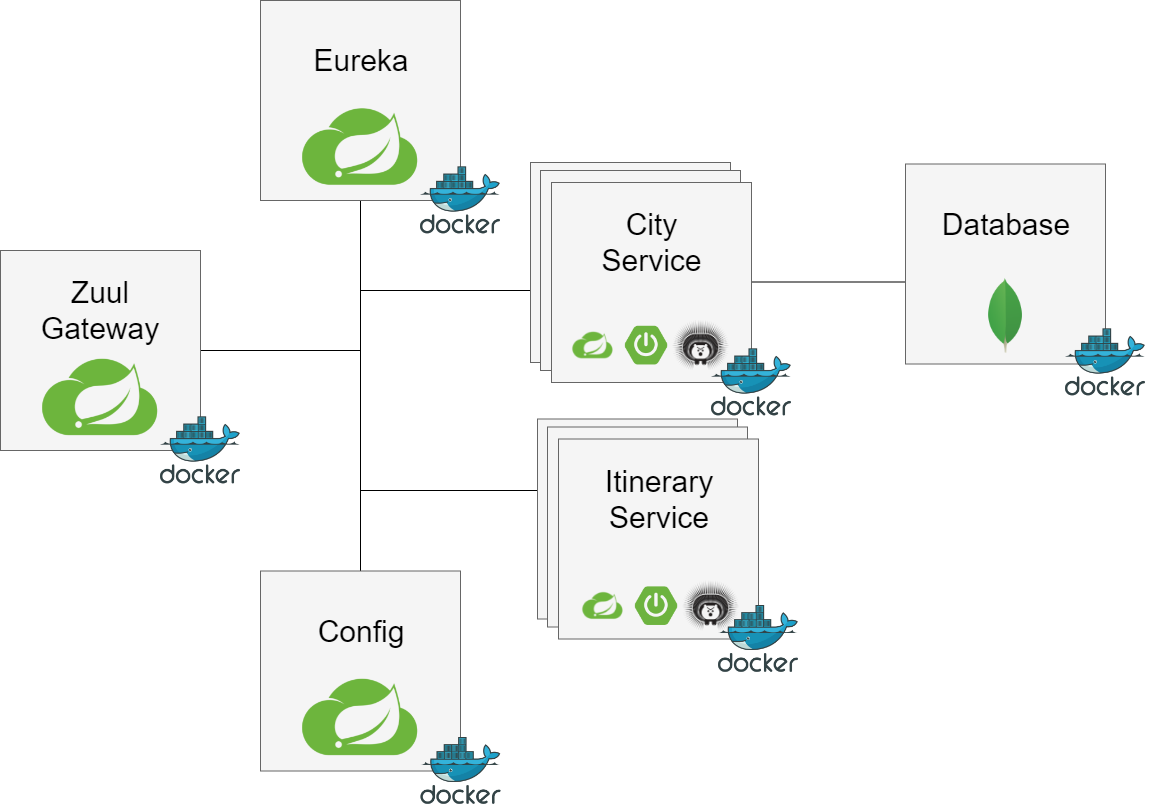 Eureka
docker
City
Service
docker
Database
docker
Zuul
Gateway
docker
Itinerary
Service
docker
Config
docker